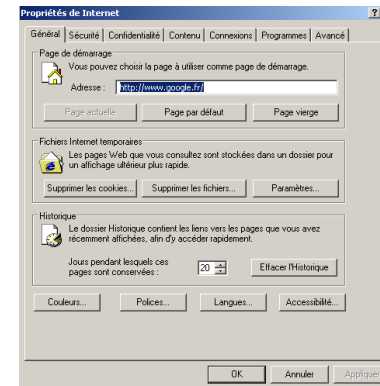 Propriétés de Internet ?
Général Sécurité Confidentialité Contenu Connexions Programmes Avancé
Page de démarrage
Vous pouvez choisir la page à utiliser comme page de démarrage.
Adresse : http://www.google.fr/
Page actuelle Page par défaut Page vierge
Fichiers Internet temporaires
Les pages Web que vous consultez sont stockées dans un dossier pour
un affichage ultérieur plus rapide.
Supprimer les cookies... Supprimer les fichiers... Paramètres...
Historique
Le dossier Historique contient les liens vers les pages que vous avez
récemment affichées, afin d'y accéder rapidement.
Jours pendant lesquels ces
pages sont conservées : 20 Effacer l'Historique
Couleurs... Polices... Langues... Accessibilité...
OK Annuler Appliquer